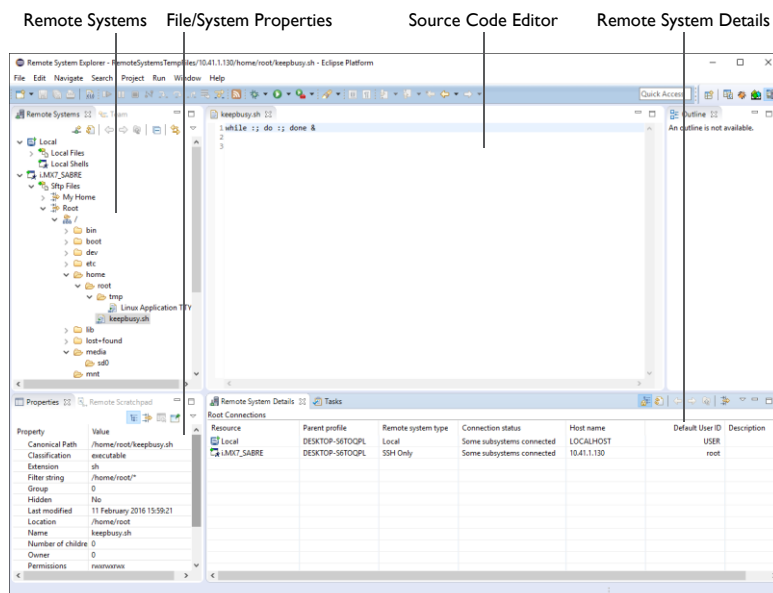 Remote Systems File/System Properties Source Code Editor Remote System Details
Remote System Explorer - RemoteSystemsTempFiles/10.41.1.130/home/root/keepbusy.sh - Eclipse Platform
File Edit Navigate Search Project Run Window Help
Quick Access
Remote Systems Team
Local
Local Files
Local Shells
i.MX7_SABRE
Sftp Files
My Home
Root
/
bin
boot
dev
etc
home
root
tmp
Linux Application TTY
keepbusy.sh
lib
lost+found
media
sd0
mnt
keepbusy.sh
1 while :; do :; done &
2
3
Outline
An outline is not available.
Properties Remote Scratchpad
Property Value
Canonical Path /home/root/keepbusy.sh
Classification executable
Extension sh
Filter string /home/root/*
Group 0
Hidden No
Last modified 11 February 2016 15:59:21
Location /home/root
Name keepbusy.sh
Number of childre 0
Owner 0
Permissions rwxrwxrwx
Remote System Details Tasks
Root Connections
Resource Parent profile Remote system type Connection status Host name Default User ID Description
Local DESKTOP-S6TOQPL Local Some subsystems connected LOCALHOST USER
i.MX7_SABRE DESKTOP-S6TOQPL SSH Only Some subsystems connected 10.41.1.130 root